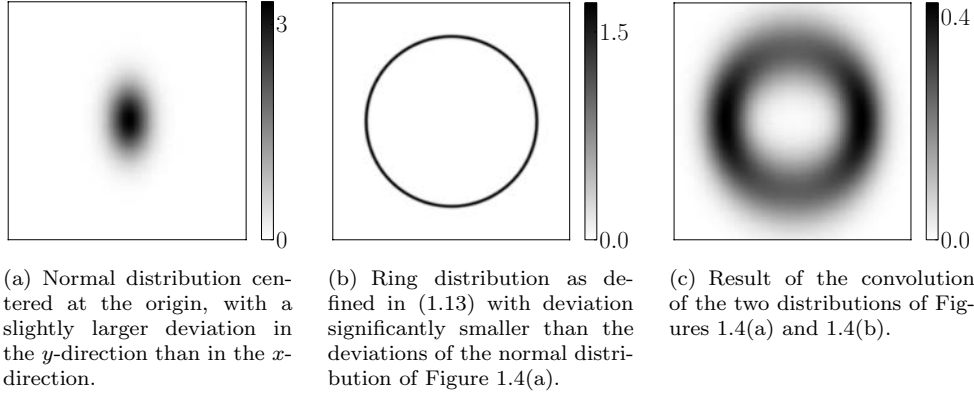 3
0
1.5
0.0
0.4
0.0
(a) Normal distribution cen-
tered at the origin, with a
slightly larger deviation in
the y-direction than in the x-
direction.
(b) Ring distribution as de-
fined in (1.13) with deviation
significantly smaller than the
deviations of the normal distri-
bution of Figure 1.4(a).
(c) Result of the convolution
of the two distributions of Fig-
ures 1.4(a) and 1.4(b).